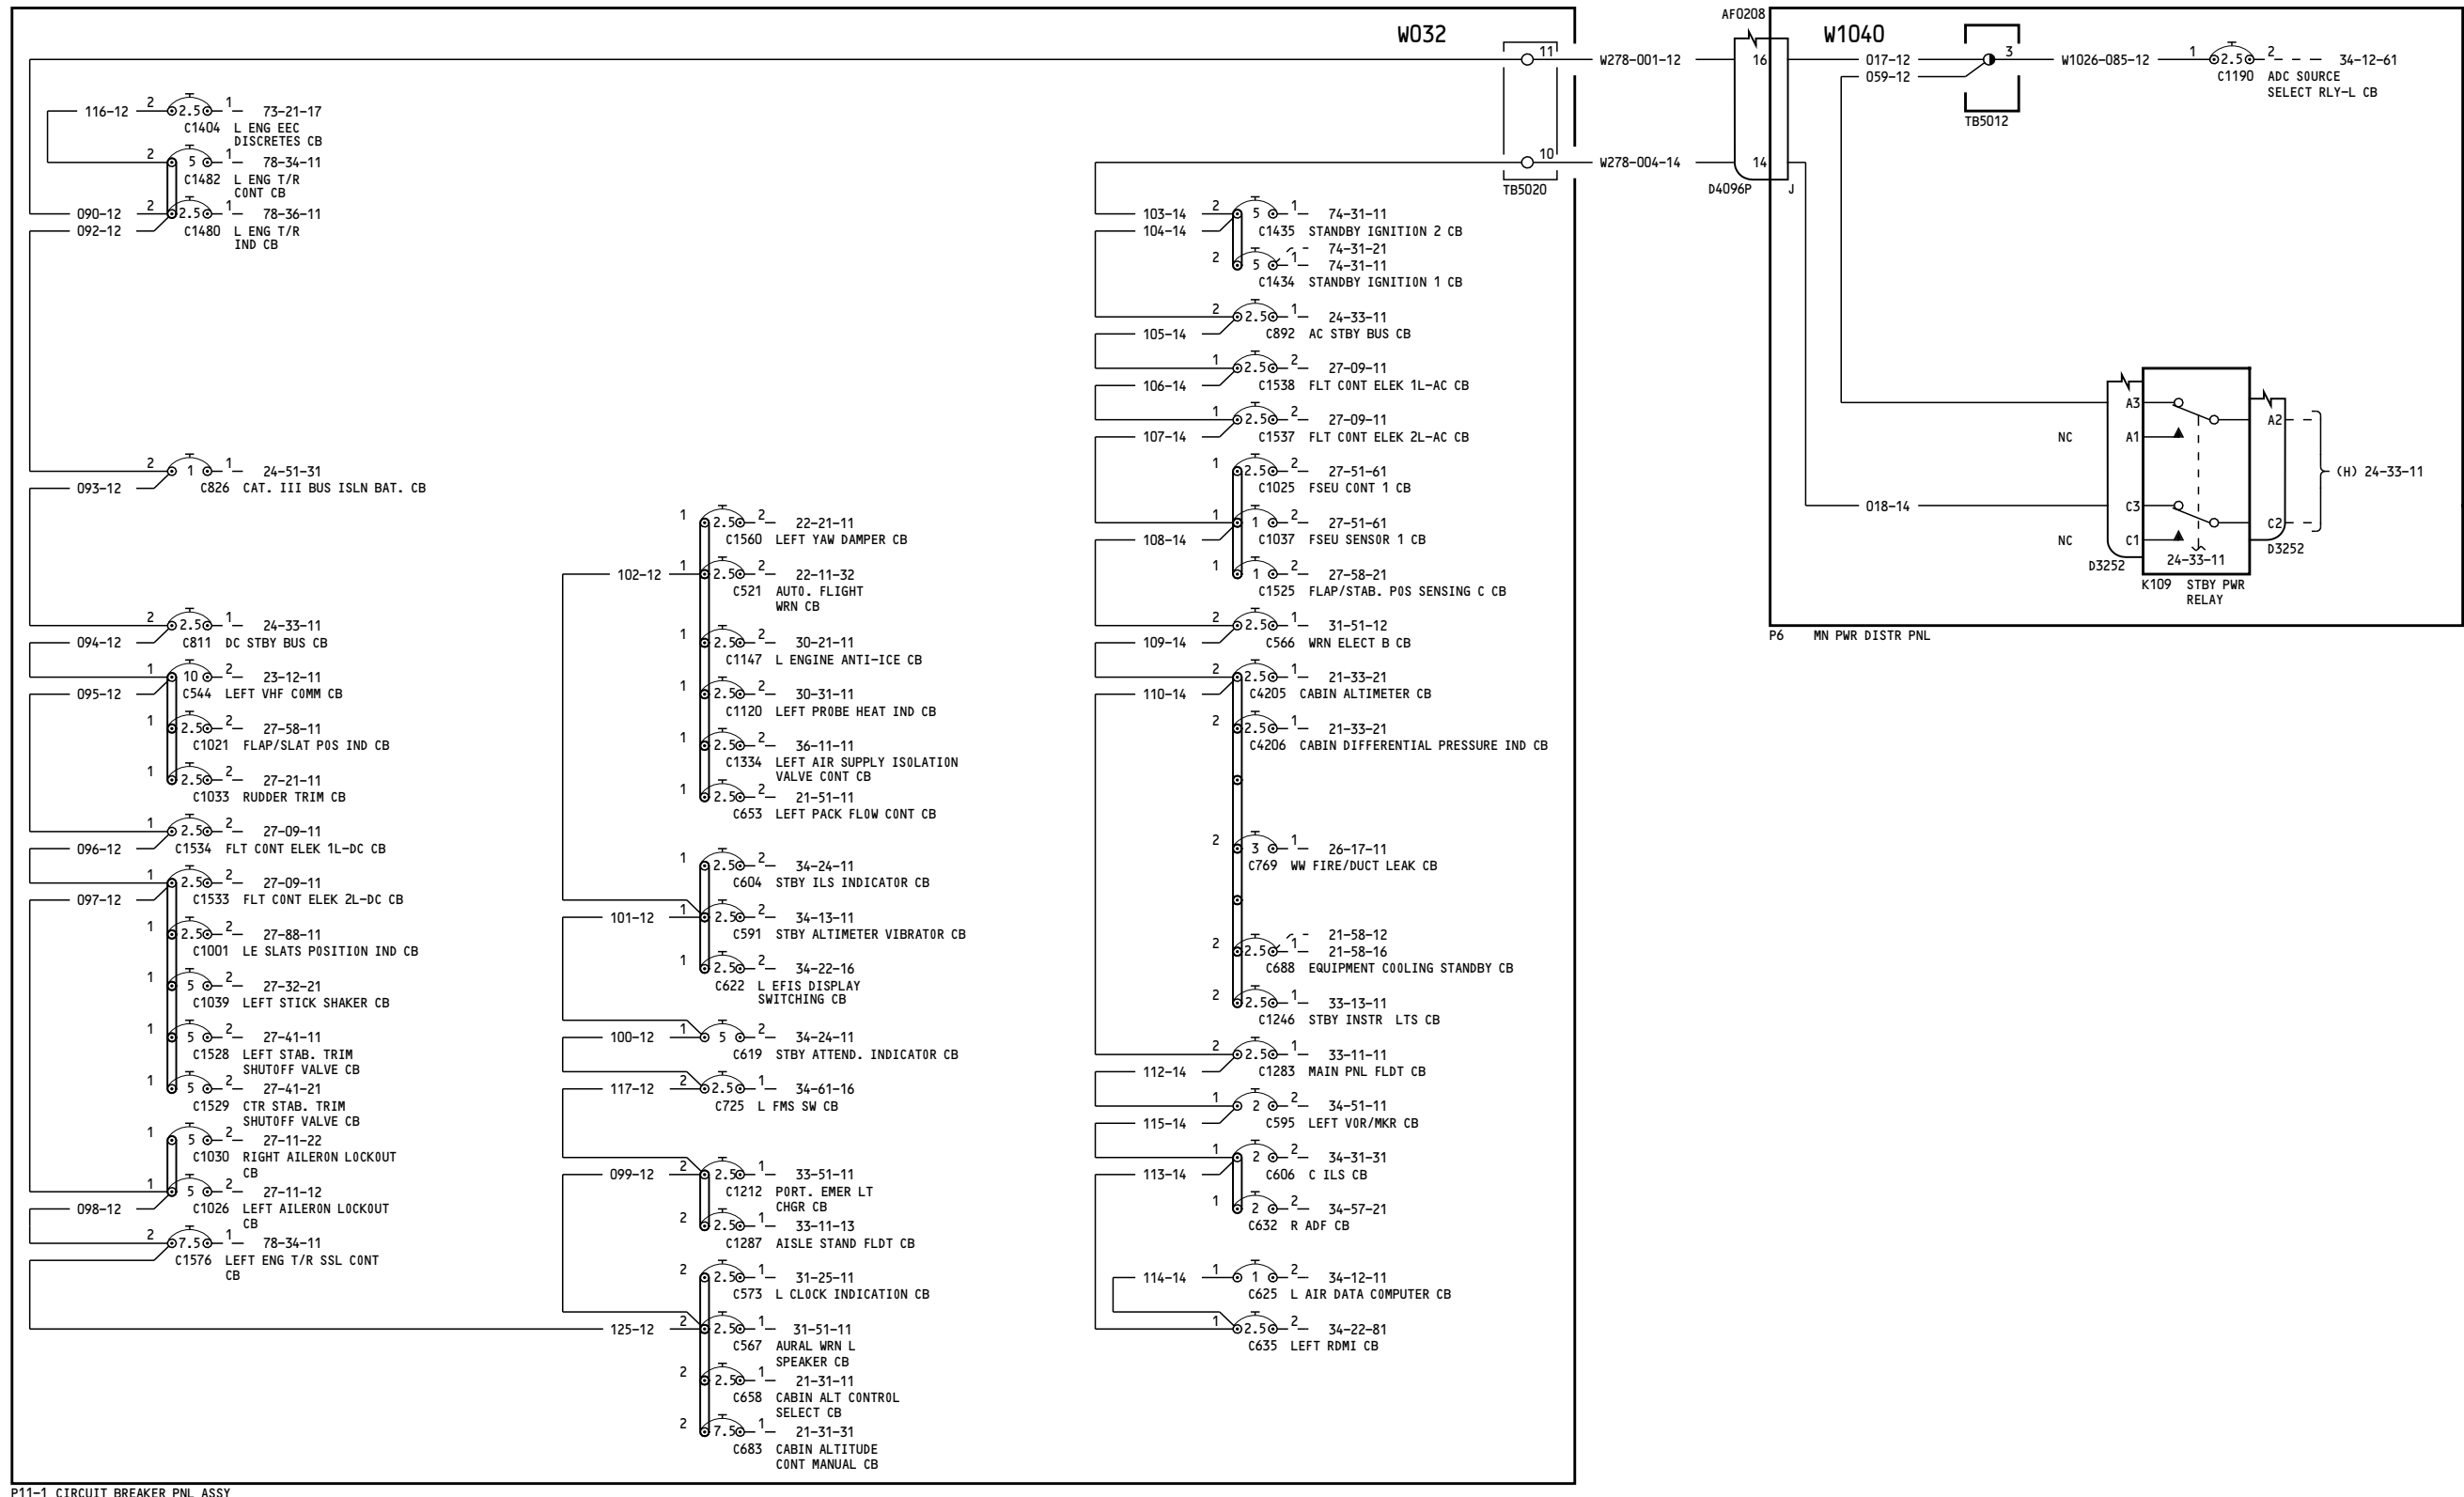 W032
11
W278-001-12
10
W278-004-14
TB5020
AF0208
16
14
D4096P
J
W1040
017-12
059-12
3
TB5012
W1026-085-12
1
2.5
2
34-12-61
C1190
ADC SOURCE
SELECT RLY-L CB
A3
A2
NC
A1
(H) 24-33-11
018-14
C3
C2
NC
C1
24-33-11
D3252
D3252
K109
STBY PWR
RELAY
P6
MN PWR DISTR PNL
116-12 2 2.5 1 73-21-17
C1404 L ENG EEC
DISCRETES CB
2 5 1 78-34-11
C1482 L ENG T/R
CONT CB
090-12 2 2.5 1 78-36-11
092-12
C1480 L ENG T/R
IND CB
2 1 1 24-51-31
093-12
C826 CAT. III BUS ISLN BAT. CB
2 2.5 1 24-33-11
094-12
C811 DC STBY BUS CB
1 10 2 23-12-11
095-12
C544 LEFT VHF COMM CB
1 2.5 2 27-58-11
C1021 FLAP/SLAT POS IND CB
1 2.5 2 27-21-11
C1033 RUDDER TRIM CB
1 2.5 2 27-09-11
096-12
C1534 FLT CONT ELEK 1L-DC CB
1 2.5 2 27-09-11
097-12
C1533 FLT CONT ELEK 2L-DC CB
1 2.5 2 27-88-11
C1001 LE SLATS POSITION IND CB
1 5 2 27-32-21
C1039 LEFT STICK SHAKER CB
1 5 2 27-41-11
C1528 LEFT STAB. TRIM
SHUTOFF VALVE CB
1 5 2 27-41-21
C1529 CTR STAB. TRIM
SHUTOFF VALVE CB
1 5 2 27-11-22
C1030 RIGHT AILERON LOCKOUT
CB
1 5 2 27-11-12
098-12
C1026 LEFT AILERON LOCKOUT
CB
2 7.5 1 78-34-11
C1576 LEFT ENG T/R SSL CONT
CB
1 2.5 2 22-21-11
C1560 LEFT YAW DAMPER CB
102-12 1 2.5 2 22-11-32
C521 AUTO. FLIGHT
WRN CB
1 2.5 2 30-21-11
C1147 L ENGINE ANTI-ICE CB
1 2.5 2 30-31-11
C1120 LEFT PROBE HEAT IND CB
1 2.5 2 36-11-11
C1334 LEFT AIR SUPPLY ISOLATION
VALVE CONT CB
1 2.5 2 21-51-11
C653 LEFT PACK FLOW CONT CB
1 2.5 2 34-24-11
C604 STBY ILS INDICATOR CB
101-12 1 2.5 2 34-13-11
C591 STBY ALTIMETER VIBRATOR CB
1 2.5 2 34-22-16
C622 L EFIS DISPLAY
SWITCHING CB
100-12 1 5 2 34-24-11
C619 STBY ATTEND. INDICATOR CB
117-12 2 2.5 1 34-61-16
C725 L FMS SW CB
099-12 2 2.5 1 33-51-11
C1212 PORT. EMER LT
CHGR CB
2 2.5 1 33-11-13
C1287 AISLE STAND FLDT CB
2 2.5 1 31-25-11
C573 L CLOCK INDICATION CB
125-12 2 2.5 1 31-51-11
C567 AURAL WRN L
SPEAKER CB
2 2.5 1 21-31-11
C658 CABIN ALT CONTROL
SELECT CB
2 7.5 1 21-31-31
C683 CABIN ALTITUDE
CONT MANUAL CB
103-14 2 5 1 74-31-11
104-14
C1435 STANDBY IGNITION 2 CB
74-31-21
2 5 1 74-31-11
C1434 STANDBY IGNITION 1 CB
2 2.5 1 24-33-11
105-14
C892 AC STBY BUS CB
1 2.5 2 27-09-11
106-14
C1538 FLT CONT ELEK 1L-AC CB
1 2.5 2 27-09-11
107-14
C1537 FLT CONT ELEK 2L-AC CB
1 2.5 2 27-51-61
C1025 FSEU CONT 1 CB
1 1 2 27-51-61
108-14
C1037 FSEU SENSOR 1 CB
1 1 2 27-58-21
C1525 FLAP/STAB. POS SENSING C CB
2 2.5 1 31-51-12
109-14
C566 WRN ELECT B CB
2 2.5 1 21-33-21
110-14
C4205 CABIN ALTIMETER CB
2 2.5 1 21-33-21
C4206 CABIN DIFFERENTIAL PRESSURE IND CB
2 3 1 26-17-11
C769 WW FIRE/DUCT LEAK CB
21-58-12
2 2.5 1 21-58-16
C688 EQUIPMENT COOLING STANDBY CB
2 2.5 1 33-13-11
C1246 STBY INSTR LTS CB
2 2.5 1 33-11-11
112-14
C1283 MAIN PNL FLDT CB
1 2 2 34-51-11
115-14
C595 LEFT VOR/MKR CB
1 2 2 34-31-31
113-14
C606 C ILS CB
1 2 2 34-57-21
C632 R ADF CB
114-14 1 1 2 34-12-11
C625 L AIR DATA COMPUTER CB
1 2.5 2 34-22-81
C635 LEFT RDMI CB
P11-1 CIRCUIT BREAKER PNL ASSY